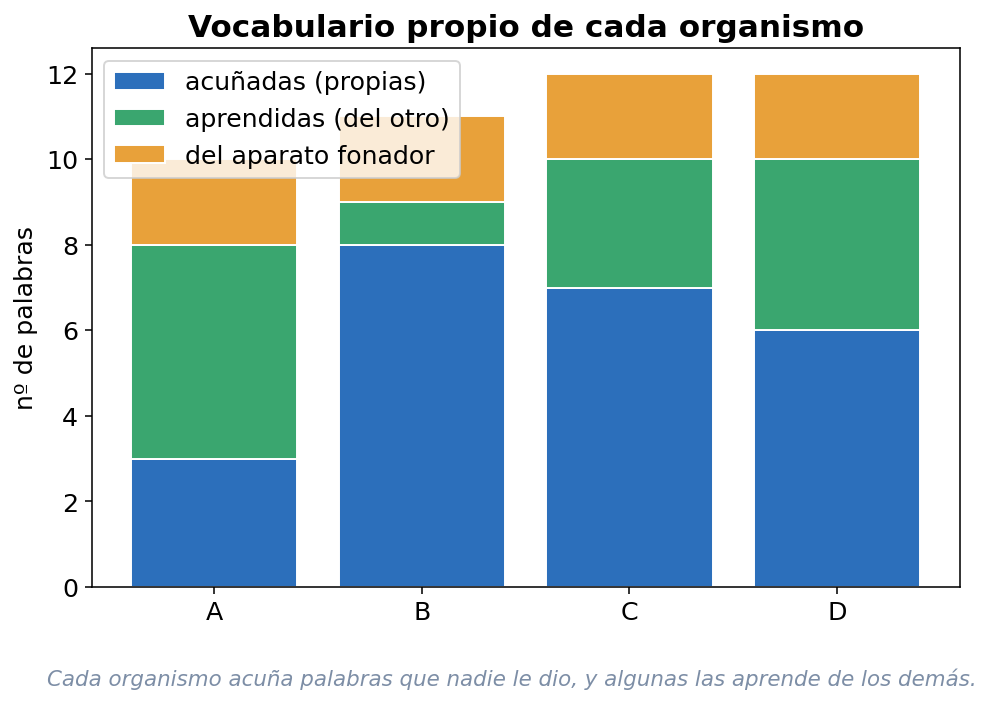 Vocabulario propio de cada organismo
acuñadas (propias)
aprendidas (del otro)
del aparato fonador
nº de palabras
12
10
8
6
4
2
0
A B C D
Cada organismo acuña palabras que nadie le dio, y algunas las aprende de los demás.